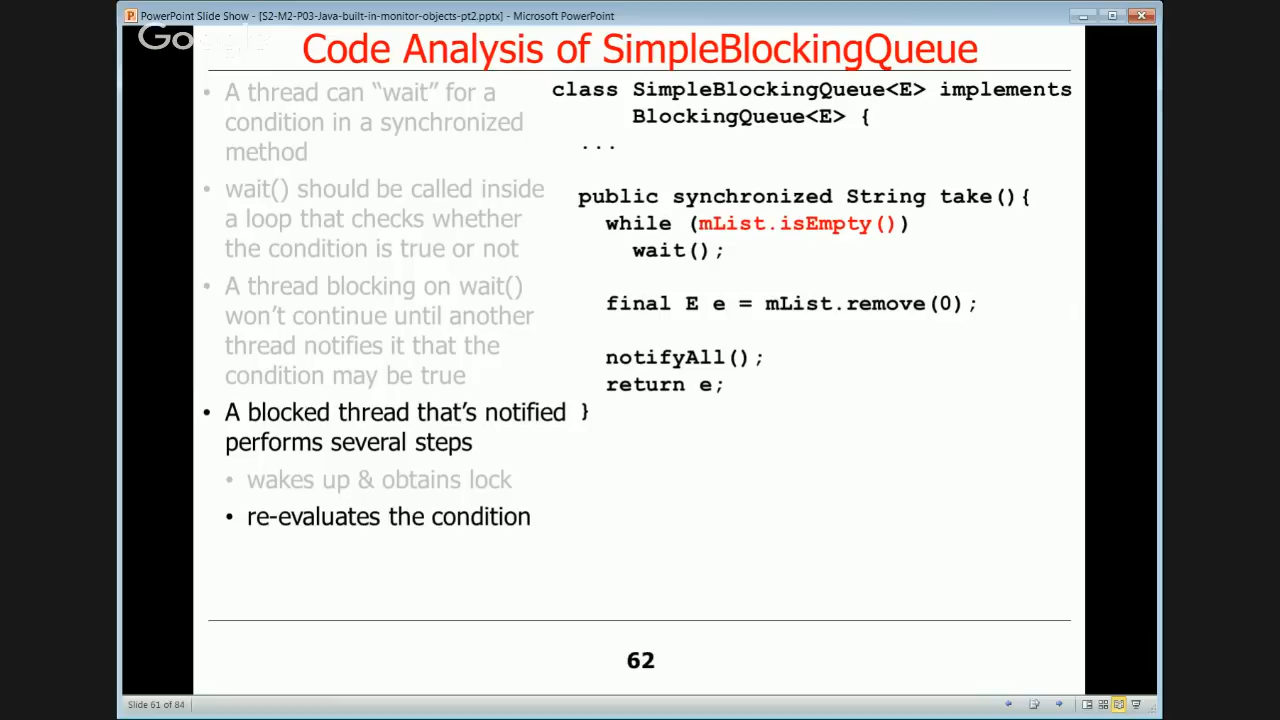 PowerPoint Slide Show - [S2-M2-P03-Java-built-in-monitor-objects-pt2.pptx] - Microsoft PowerPoint
Google
Code Analysis of SimpleBlockingQueue
• A thread can “wait” for a
condition in a synchronized
method
• wait() should be called inside
a loop that checks whether
the condition is true or not
• A thread blocking on wait()
won’t continue until another
thread notifies it that the
condition may be true
• A blocked thread that’s notified
performs several steps
• wakes up & obtains lock
• re-evaluates the condition
class SimpleBlockingQueue<E> implements
BlockingQueue<E> {
...
public synchronized String take(){
while (mList.isEmpty())
wait();
final E e = mList.remove(0);
notifyAll();
return e;
}
62
Slide 61 of 84